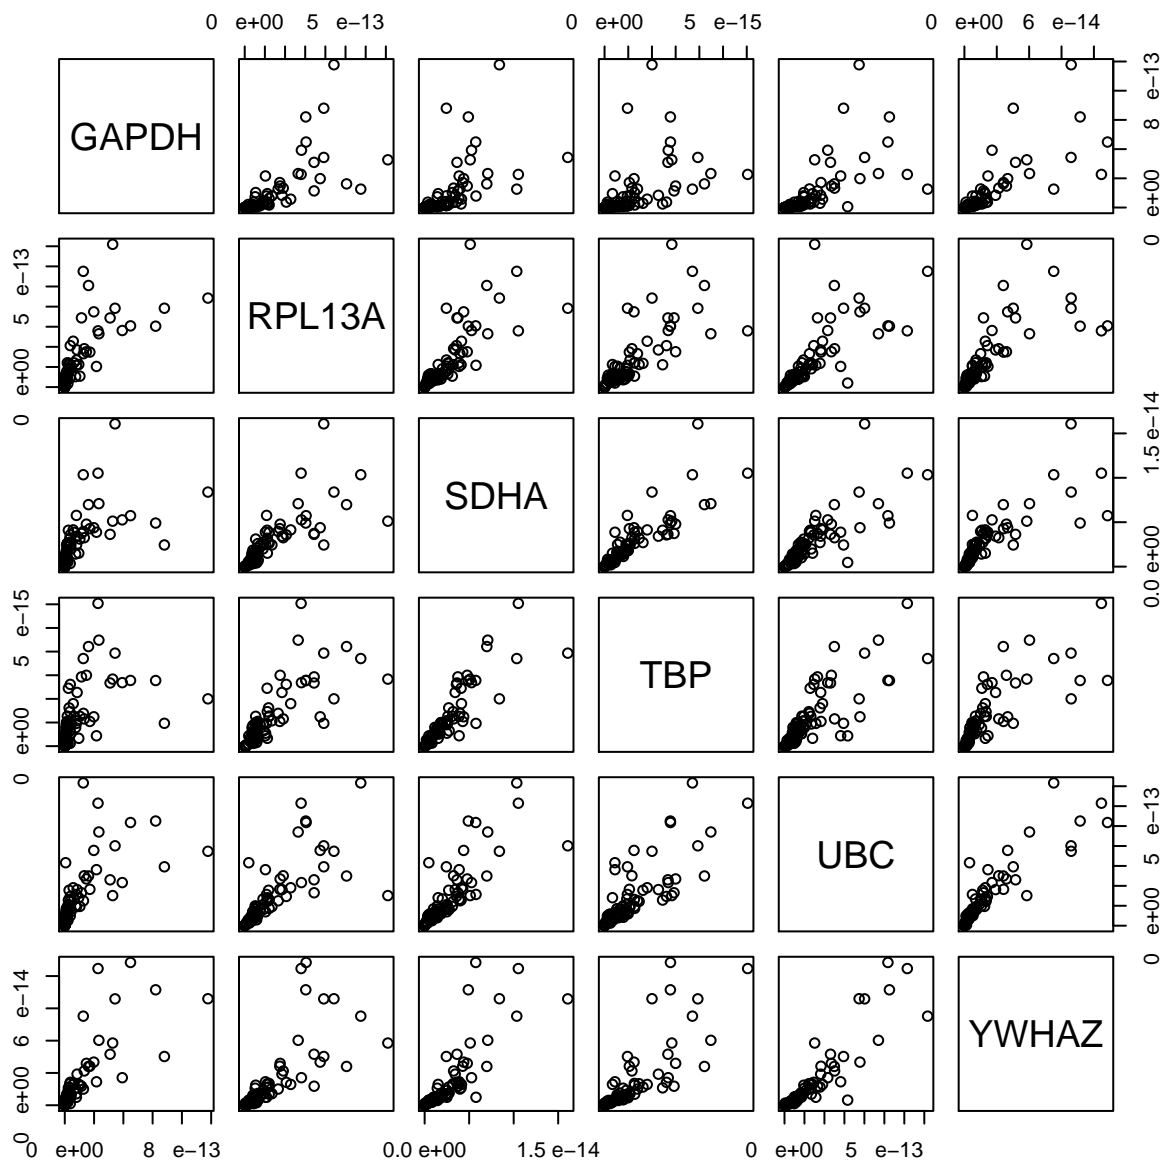 0 5 e−13 0 5 e−15 0 6 e−14
e+00 e+00 e+00
GAPDH
e+00 8 e−13
RPL13A
0 e+00 5 e−13
0
SDHA
0.0 e+00 1.5 e−14
0
TBP
e+00 5 e−15
0
UBC
e+00 5 e−13
0
YWHAZ
0 e+00 6 e−14
0 e+00 8 e−13 0.0 e+00 1.5 e−14 0 e+00 5 e−13